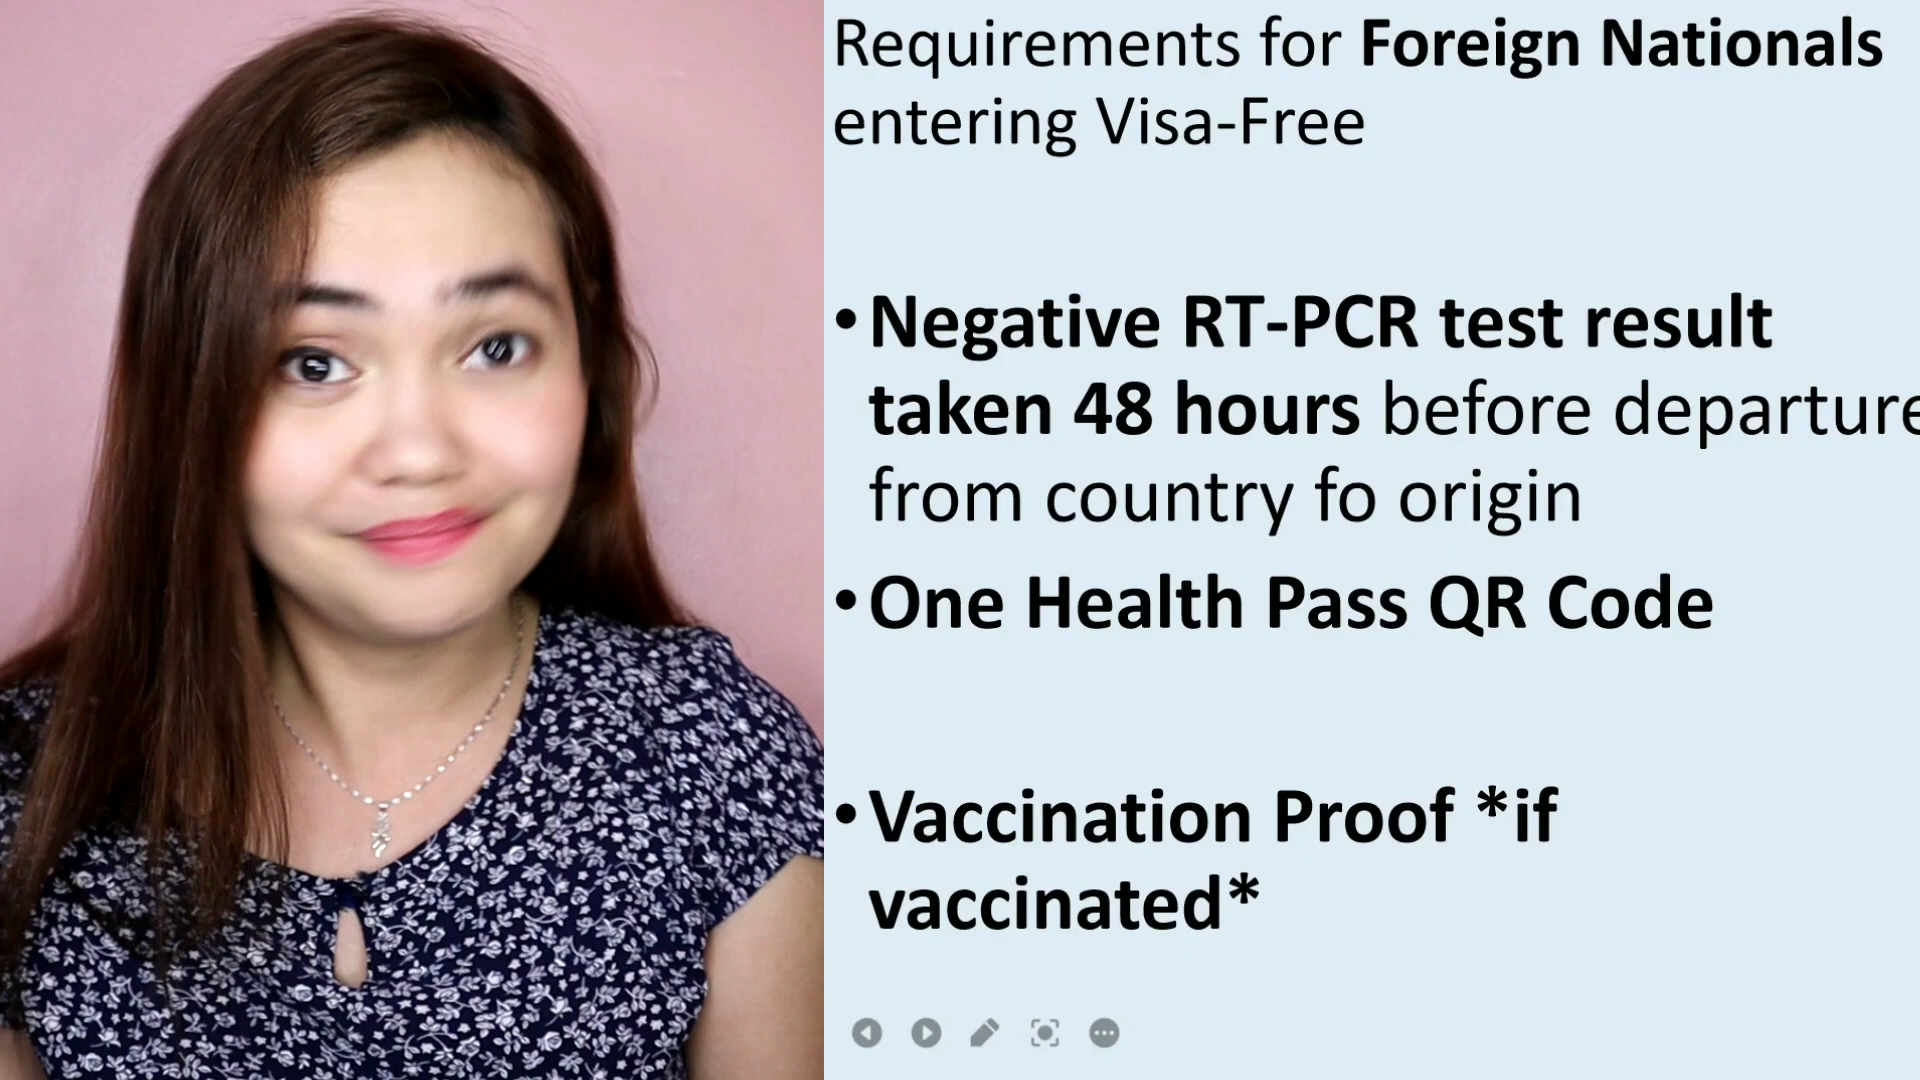 Requirements for Foreign Nationals
entering Visa-Free
•Negative RT-PCR test result
taken 48 hours before departure
from country fo origin
•One Health Pass QR Code
•Vaccination Proof *if
vaccinated*